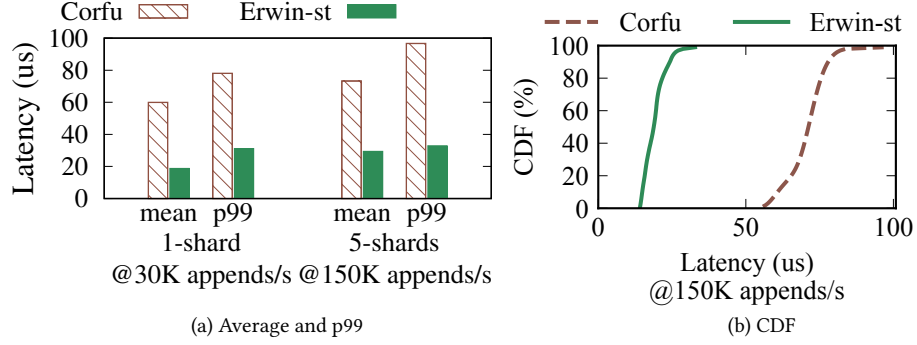 Corfu Erwin-st
Latency (us)
100
80
60
40
20
0
mean p99 mean p99
1-shard 5-shards
@30K appends/s @150K appends/s
(a) Average and p99
Corfu Erwin-st
CDF (%)
100
80
60
40
20
0
0 50 100
Latency (us)
@150K appends/s
(b) CDF